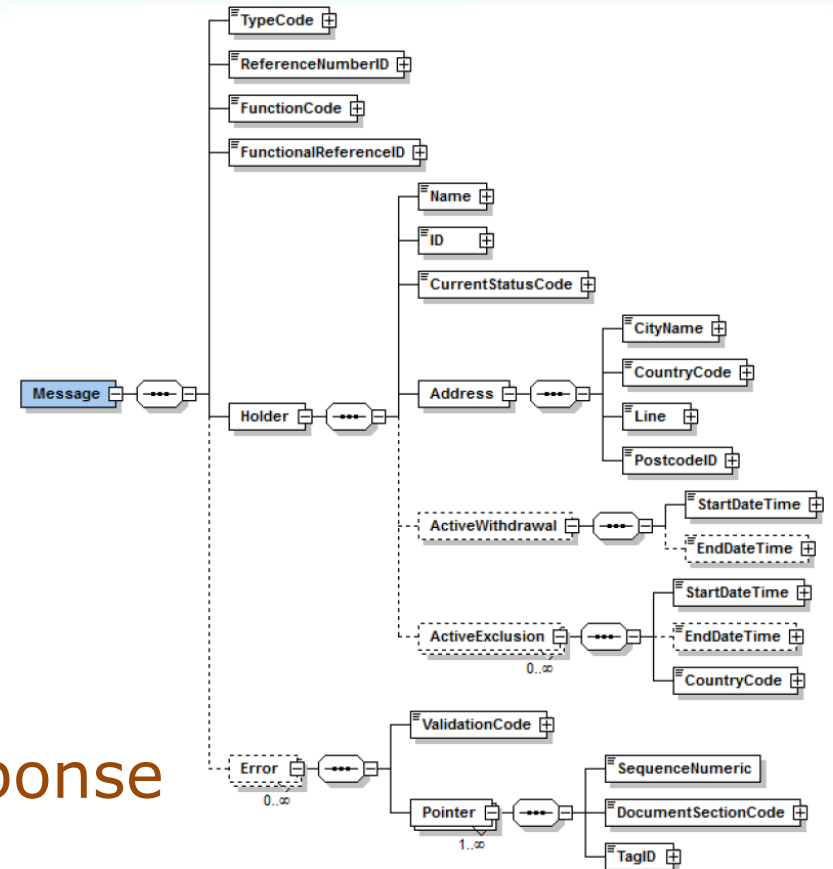 TypeCode
ReferenceNumberID
FunctionCode
FunctionalReferenceID
Name
ID
CurrentStatusCode
CityName
CountryCode
Message
Holder
Address
Line
PostcodeID
ActiveWithdrawal
StartDateTime
EndDateTime
StartDateTime
ActiveExclusion
EndDateTime
0..∞
CountryCode
ValidationCode
ponse
Error
SequenceNumeric
0..∞
Pointer
DocumentSectionCode
1..∞
TagID